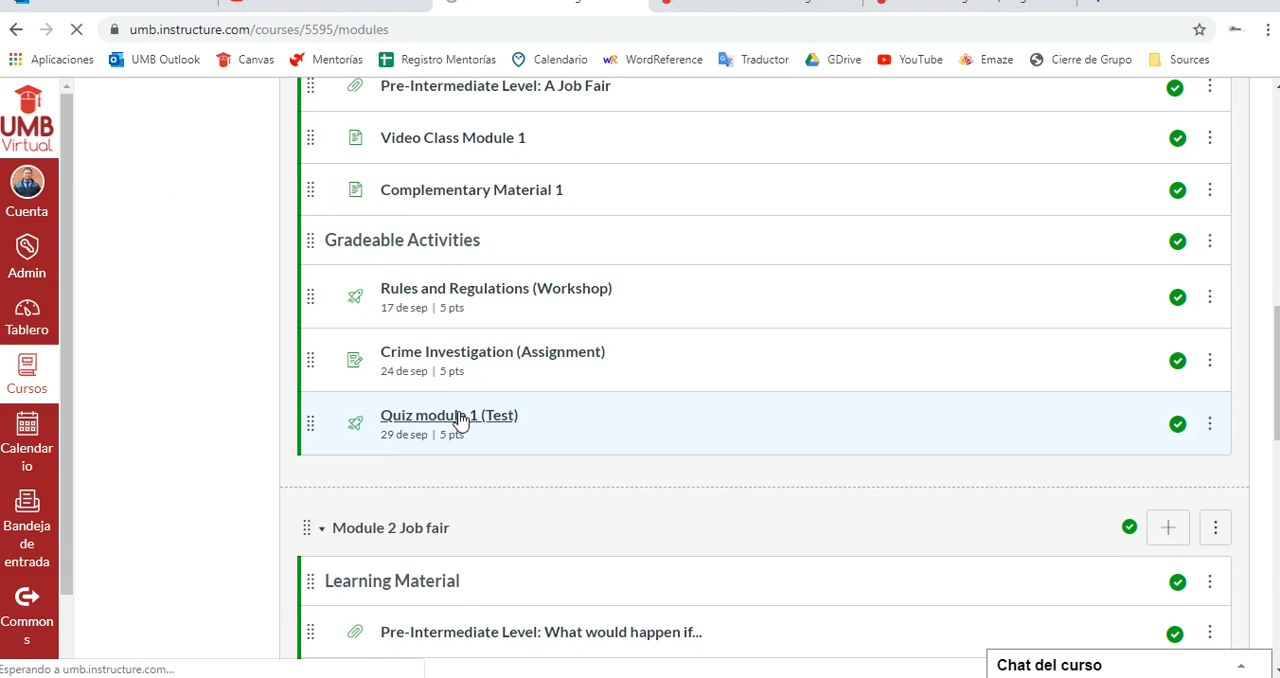 umb.instructure.com/courses/5595/modules
Aplicaciones UMB Outlook Canvas Mentorías Registro Mentorías Calendario WordReference Traductor GDrive YouTube Emaze Cierre de Grupo Sources
UMB
Virtual
Cuenta
Admin
Tablero
Cursos
Calendar
io
Bandeja
de
entrada
Common
s
Pre-Intermediate Level: A Job Fair
Video Class Module 1
Complementary Material 1
Gradeable Activities
Rules and Regulations (Workshop)
17 de sep | 5 pts
Crime Investigation (Assignment)
24 de sep | 5 pts
Quiz module 1 (Test)
29 de sep | 5 pts
Module 2 Job fair
Learning Material
Pre-Intermediate Level: What would happen if...
Chat del curso
Esperando a umb.instructure.com...